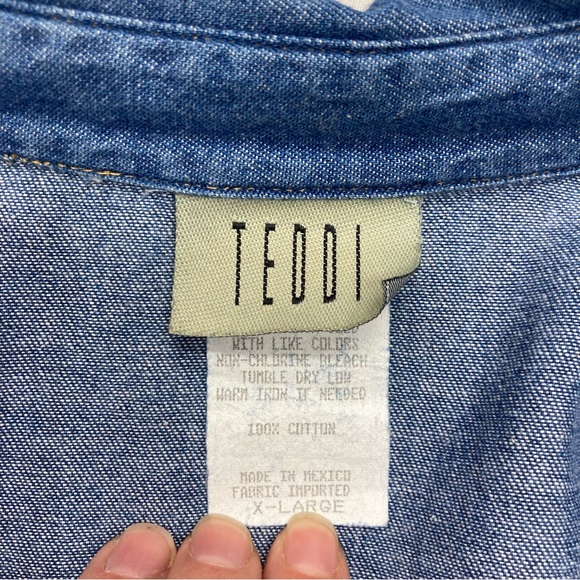 TEDDI
WITH LIKE COLORS
NON-CHLORINE BLEACH
TUMBLE DRY LOW
WARM IRON IF NEEDED
100% COTTON
MADE IN MEXICO
FABRIC IMPORTED
X-LARGE